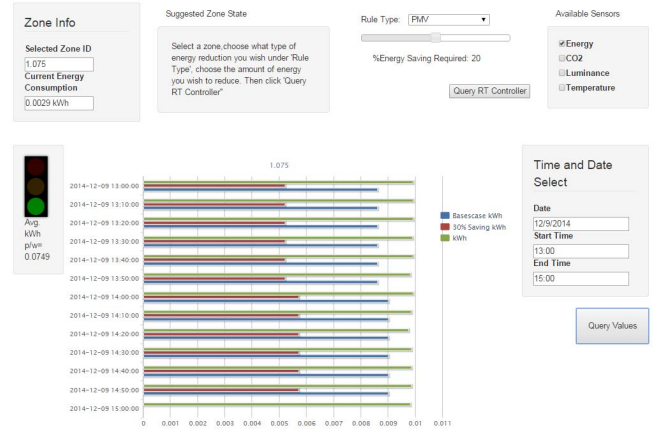 Zone Info
Selected Zone ID
1.075
Current Energy
Consumption
0.0029 kWh
Suggested Zone State
Select a zone,choose what type of
energy reduction you wish under 'Rule
Type', choose the amount of energy
you wish to reduce. Then click 'Query
RT Controller"
Rule Type: PMV
%Energy Saving Required: 20
Query RT Controller
Available Sensors
Energy
CO2
Luminance
Temperature
Avg.
kWh
p/w=
0.0749
1.075
2014-12-09 13:00:00
2014-12-09 13:10:00
2014-12-09 13:20:00
2014-12-09 13:30:00
2014-12-09 13:40:00
2014-12-09 13:50:00
2014-12-09 14:00:00
2014-12-09 14:10:00
2014-12-09 14:20:00
2014-12-09 14:30:00
2014-12-09 14:40:00
2014-12-09 14:50:00
2014-12-09 15:00:00
0 0.001 0.002 0.003 0.004 0.005 0.006 0.007 0.008 0.009 0.01 0.011
Basescase kWh
30% Saving kWh
kWh
Time and Date
Select
Date
12/9/2014
Start Time
13:00
End Time
15:00
Query Values